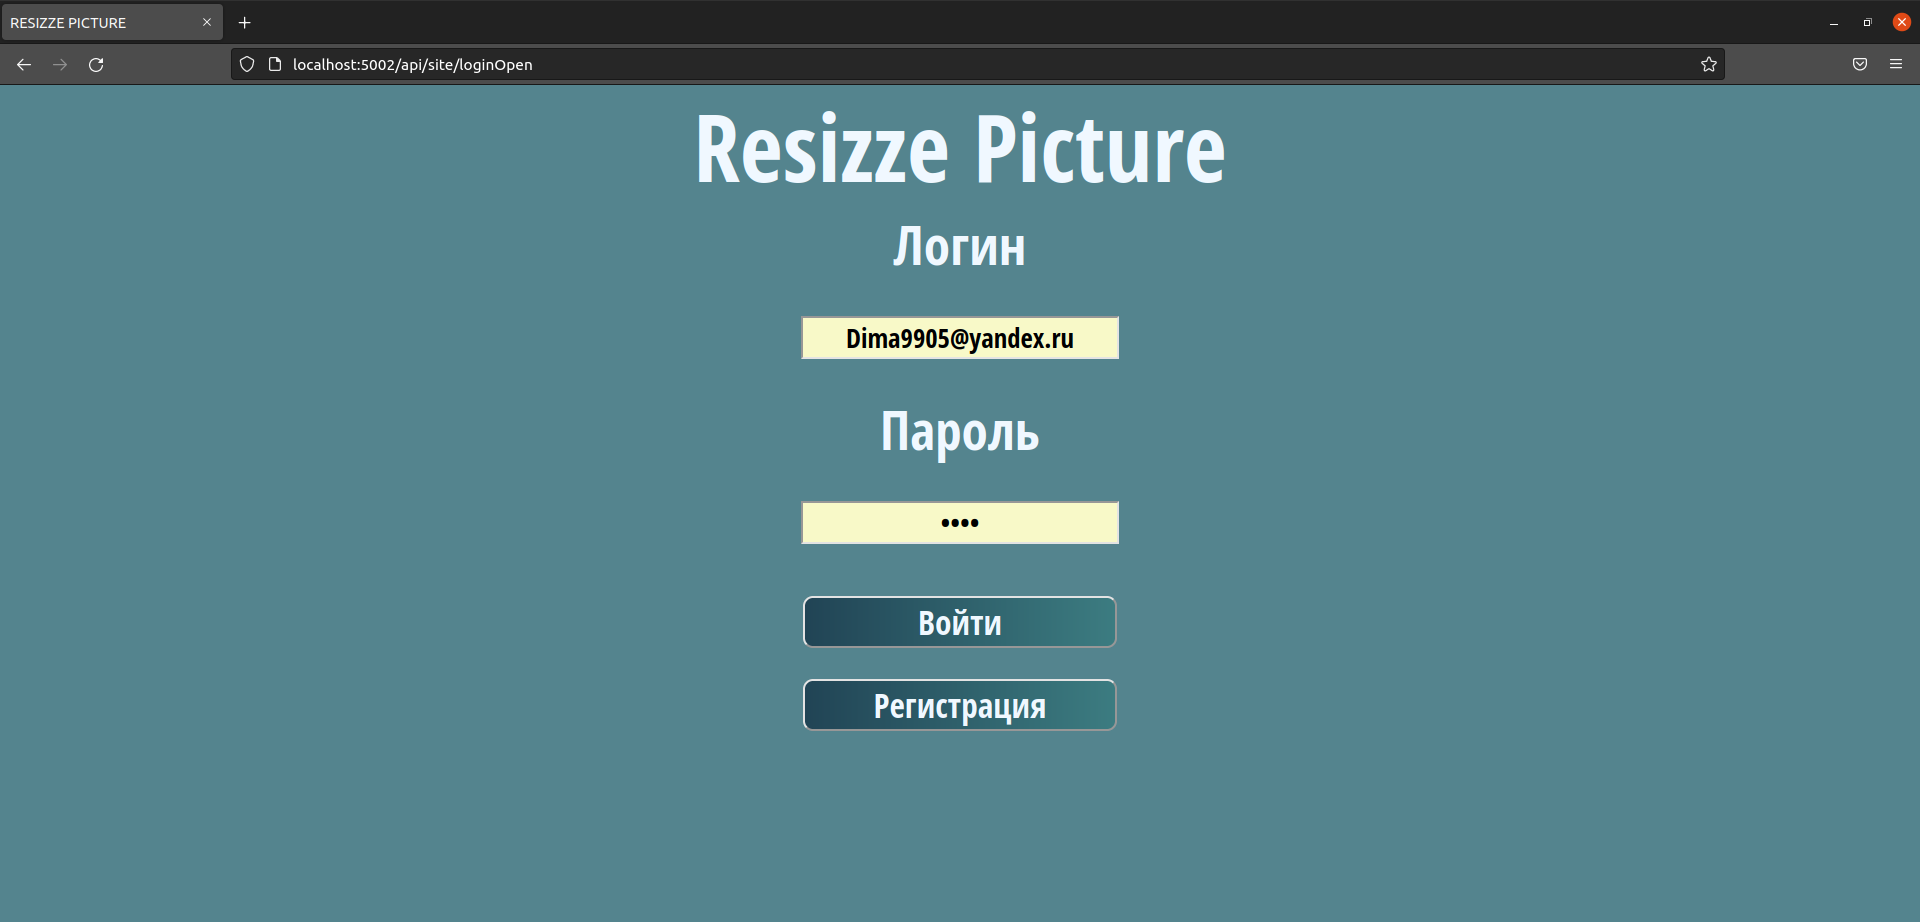 RESIZZE PICTURE
localhost:5002/api/site/loginOpen
Resizze Picture
Логин
Dima9905@yandex.ru
Пароль
••••
Войти
Регистрация